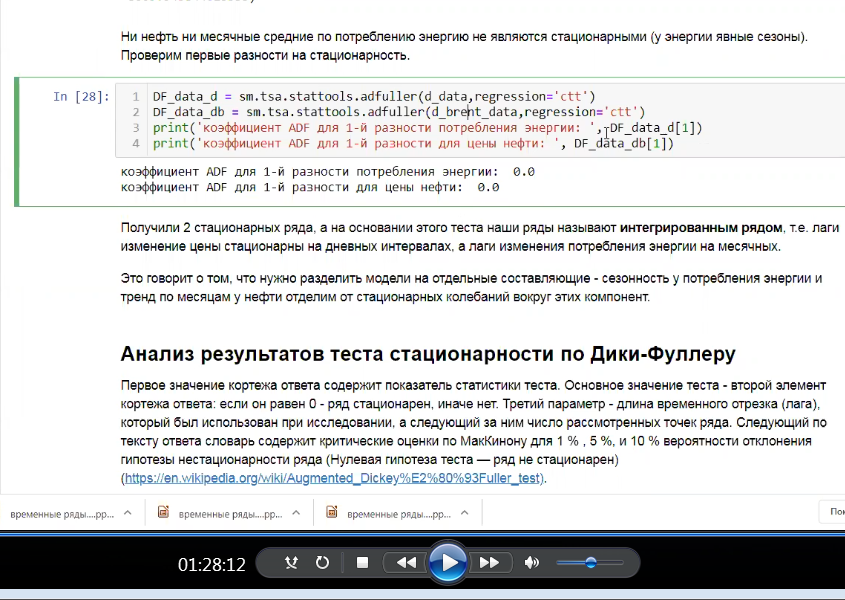 Ни нефть ни месячные средние по потреблению энергию не являются стационарными (у энергии явные сезоны).
Проверим первые разности на стационарность.
In [28]:
1 DF_data_d = sm.tsa.stattools.adfuller(d_data,regression='ctt')
2 DF_data_db = sm.tsa.stattools.adfuller(d_brent_data,regression='ctt')
3 print('коэффициент ADF для 1-й разности потребления энергии: ', DF_data_d[1])
4 print('коэффициент ADF для 1-й разности для цены нефти: ', DF_data_db[1])
коэффициент ADF для 1-й разности потребления энергии:  0.0
коэффициент ADF для 1-й разности для цены нефти:  0.0
Получили 2 стационарных ряда, а на основании этого теста наши ряды называют интегрированным рядом, т.е. лаги
изменение цены стационарны на дневных интервалах, а лаги изменения потребления энергии на месячных.
Это говорит о том, что нужно разделить модели на отдельные составляющие - сезонность у потребления энергии и
тренд по месяцам у нефти отделим от стационарных колебаний вокруг этих компонент.
Анализ результатов теста стационарности по Дики-Фуллеру
Первое значение кортежа ответа содержит показатель статистики теста. Основное значение теста - второй элемент
кортежа ответа: если он равен 0 - ряд стационарен, иначе нет. Третий параметр - длина временного отрезка (лага),
который был использован при исследовании, а следующий за ним число рассмотренных точек ряда. Следующий по
тексту ответа словарь содержит критические оценки по МакКинону для 1 % , 5 %, и 10 % вероятности отклонения
гипотезы нестационарности ряда (Нулевая гипотеза теста — ряд не стационарен)
(https://en.wikipedia.org/wiki/Augmented_Dickey%E2%80%93Fuller_test).
временные ряды....pp... временные ряды....pp... временные ряды....pp... Пок
01:28:12